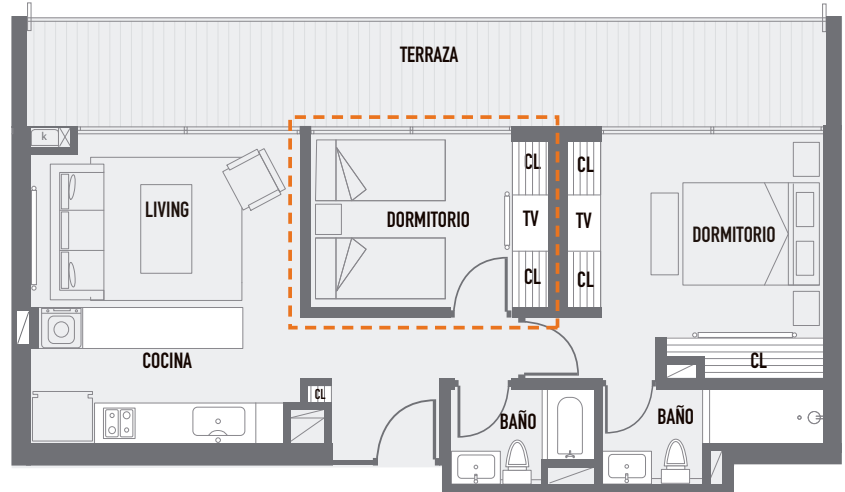 TERRAZA
k
CL
CL
LIVING
DORMITORIO
TV
TV
DORMITORIO
CL
CL
COCINA
CL
CL
BAÑO
BAÑO